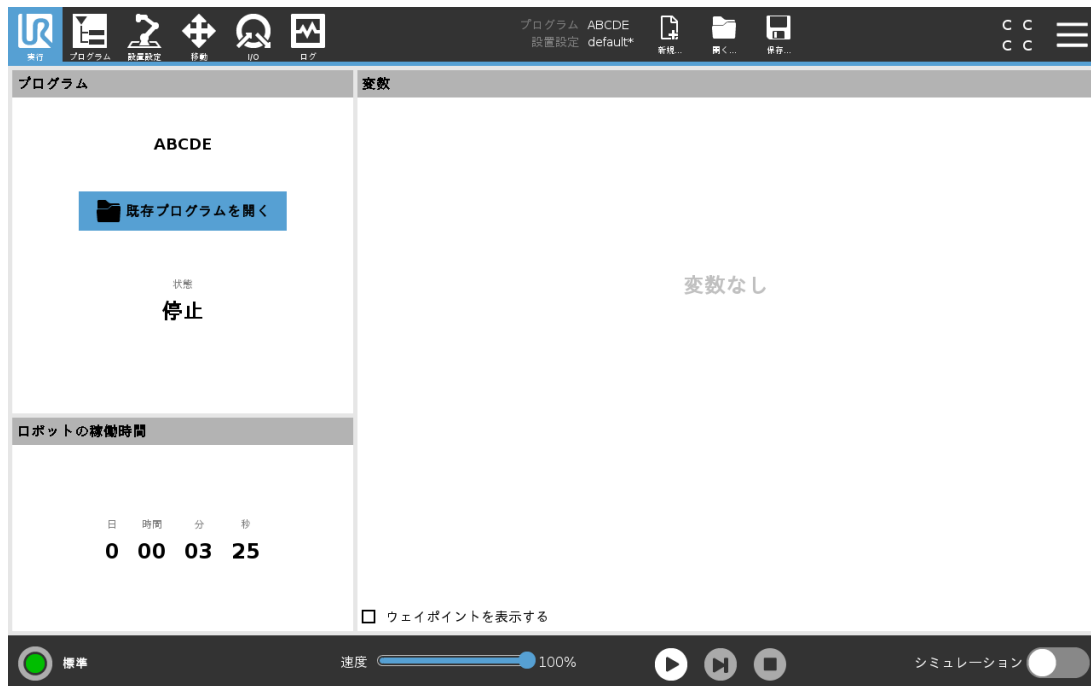 プログラム ABCDE
設置設定 default*
実行 プログラム 設置設定 移動 I/O ログ
新規... 開く... 保存...
C C
C C
プログラム
ABCDE
既存プログラムを開く
状態
停止
ロボットの稼働時間
日 時間 分 秒
0 00 03 25
変数
変数なし
ウェイポイントを表示する
標準
速度 100%
シミュレーション